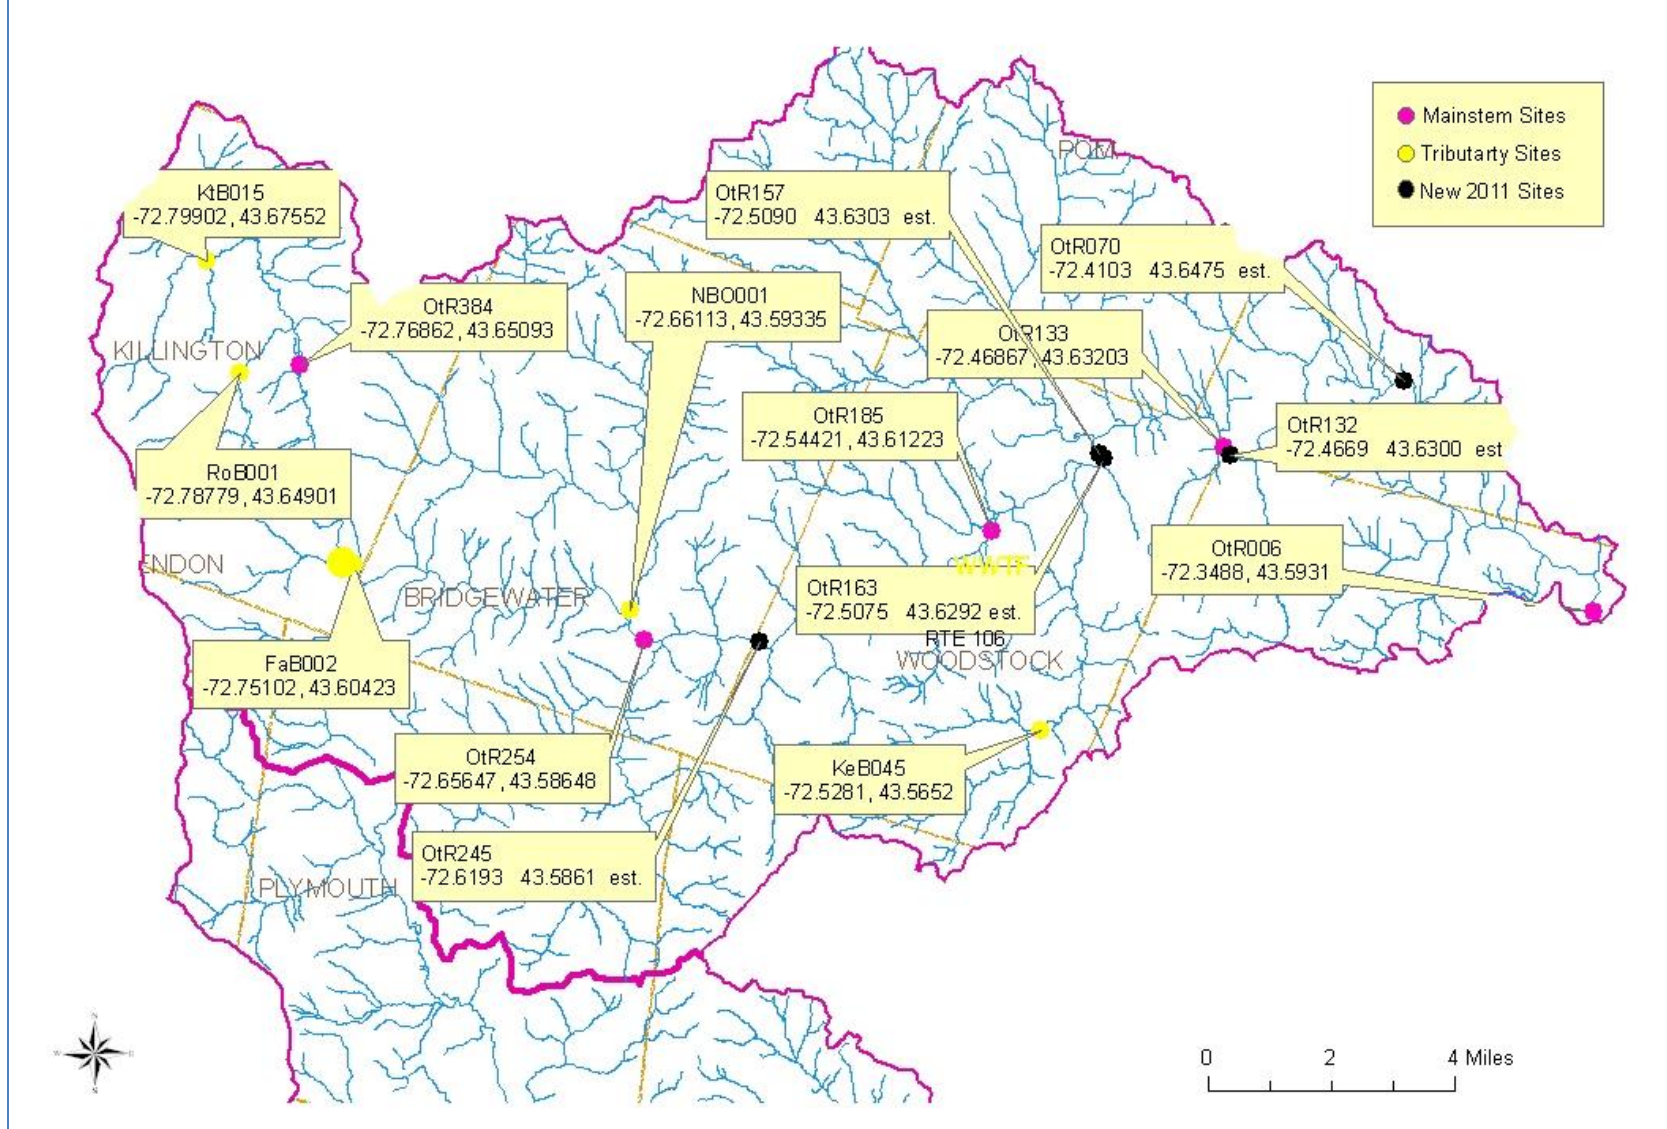 Mainstem Sites
Tributarty Sites
New 2011 Sites
POM
KtB015
-72.79902, 43.67552
OtR157
-72.5090 43.6303 est.
OtR070
-72.4103 43.6475 est.
OtR384
-72.76862, 43.65093
NBO001
-72.66113, 43.59335
OtR133
-72.46867, 43.63203
KILLINGTON
OtR185
-72.54421, 43.61223
OtR132
-72.4669 43.6300 est
RoB001
-72.78779, 43.64901
OtR006
-72.3488, 43.5931
ENDON
WWTF
BRIDGEWATER
OtR163
-72.5075 43.6292 est.
RTE 106
WOODSTOCK
FaB002
-72.75102, 43.60423
OtR254
-72.65647, 43.58648
KeB045
-72.5281, 43.5652
OtR245
-72.6193 43.5861 est.
PLYMOUTH
N
W E
S
0 2 4 Miles